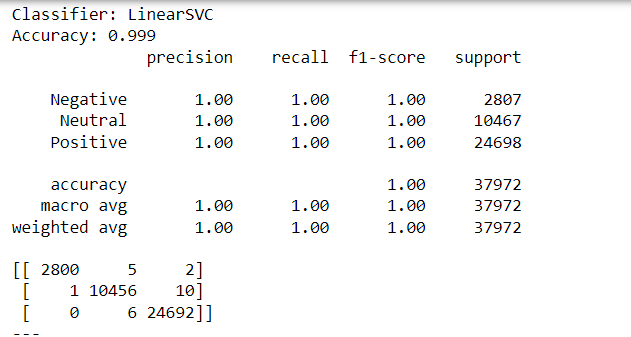 Classifier: LinearSVC
Accuracy: 0.999
precision recall f1-score support
Negative 1.00 1.00 1.00 2807
Neutral 1.00 1.00 1.00 10467
Positive 1.00 1.00 1.00 24698
accuracy 1.00 37972
macro avg 1.00 1.00 1.00 37972
weighted avg 1.00 1.00 1.00 37972
[[ 2800 5 2]
[ 1 10456 10]
[ 0 6 24692]]
---